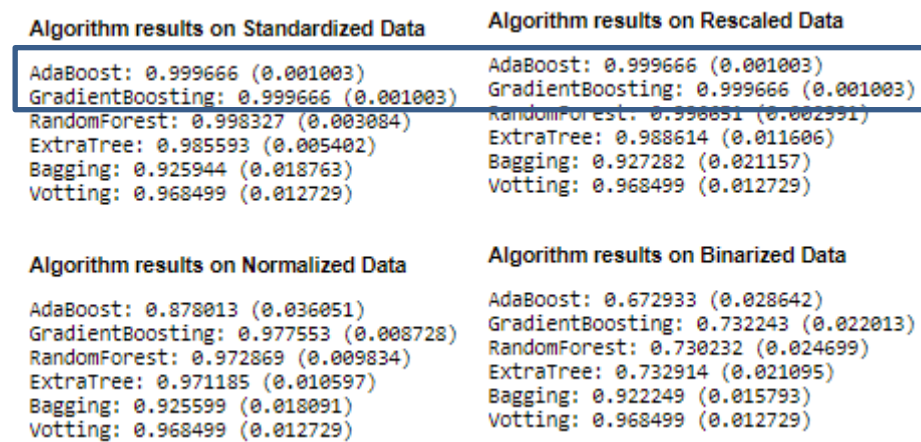 Algorithm results on Standardized Data
AdaBoost: 0.999666 (0.001003)
GradientBoosting: 0.999666 (0.001003)
RandomForest: 0.998327 (0.003084)
ExtraTree: 0.985593 (0.005402)
Bagging: 0.925944 (0.018763)
Votting: 0.968499 (0.012729)
Algorithm results on Rescaled Data
AdaBoost: 0.999666 (0.001003)
GradientBoosting: 0.999666 (0.001003)
RandomForest: 0.996651 (0.002991)
ExtraTree: 0.988614 (0.011606)
Bagging: 0.927282 (0.021157)
Votting: 0.968499 (0.012729)
Algorithm results on Normalized Data
AdaBoost: 0.878013 (0.036051)
GradientBoosting: 0.977553 (0.008728)
RandomForest: 0.972869 (0.009834)
ExtraTree: 0.971185 (0.010597)
Bagging: 0.925599 (0.018091)
Votting: 0.968499 (0.012729)
Algorithm results on Binarized Data
AdaBoost: 0.672933 (0.028642)
GradientBoosting: 0.732243 (0.022013)
RandomForest: 0.730232 (0.024699)
ExtraTree: 0.732914 (0.021095)
Bagging: 0.922249 (0.015793)
Votting: 0.968499 (0.012729)